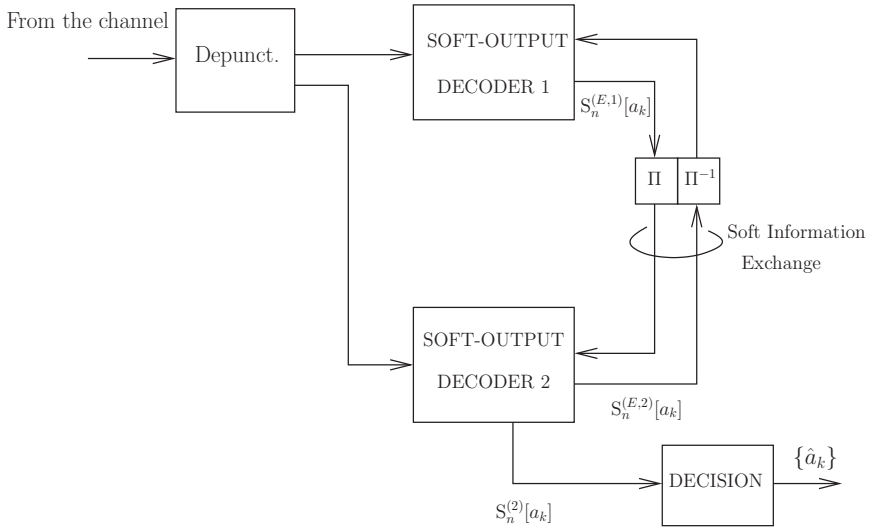 From the channel
Depunct.
SOFT-OUTPUT
DECODER 1
S_n^{(E,1)}[a_k]
Π
Π^{-1}
Soft Information
Exchange
SOFT-OUTPUT
DECODER 2
S_n^{(E,2)}[a_k]
S_n^{(2)}[a_k]
DECISION
{â_k}